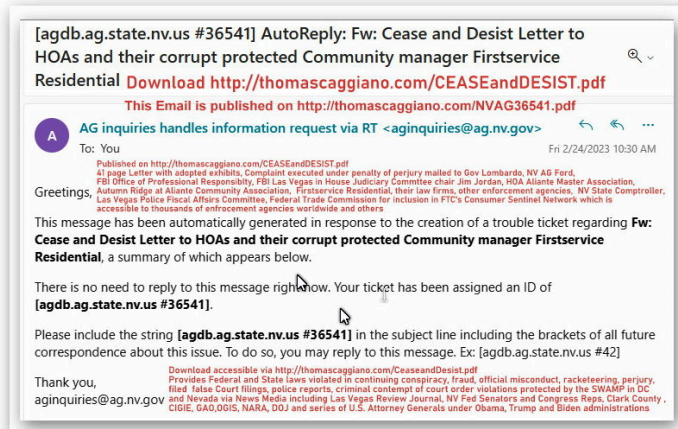 [agdb.ag.state.nv.us #36541] AutoReply: Fw: Cease and Desist Letter to
HOAs and their corrupt protected Community manager Firstservice
Residential Download http://thomascaggiano.com/CEASEandDESIST.pdf
This Email is published on http://thomascaggiano.com/NVAG36541.pdf
A
AG inquiries handles information request via RT <aginquiries@ag.nv.gov>
To: You
Fri 2/24/2023 10:30 AM
Published on http://thomascaggiano.com/CEASEandDESIST.pdf
41 page Letter with adopted exhibits, Complaint executed under penalty of perjury mailed to Gov Lombardo, NV AG Ford,
FBI Office of Professional Responsibity, FBI Las Vegas in House Judiciary Committee chair Jim Jordan, HOA Aliante Master Association,
Greetings, Autumn Ridge at Aliante Community Association, Firstservice Residential, their law firms, other enforcement agencies, NV State Comptroller,
Las Vegas Police Fiscal Affairs Committee, Federal Trade Commission for inclusion in FTC's Consumer Sentinel Network which is
accessible to thousands of enfrocement agencies worldwide and others
This message has been automatically generated in response to the creation of a trouble ticket regarding Fw:
Cease and Desist Letter to HOAs and their corrupt protected Community manager Firstservice
Residential, a summary of which appears below.
There is no need to reply to this message right now. Your ticket has been assigned an ID of
[agdb.ag.state.nv.us #36541].
Please include the string [agdb.ag.state.nv.us #36541] in the subject line including the brackets of all future
correspondence about this issue. To do so, you may reply to this message. Ex: [agdb.ag.state.nv.us #42]
Download accessible via http://thomascaggiano.com/CeaseandDesist.pdf
Thank you, Provides Federal and State laws violated in continuing conspiracy, fraud, official misconduct, racketeering, perjury,
filed false Court filings, police reports, criminal contempt of court order violations protected by the SWAMP in DC
aginquiries@ag.nv.gov and Nevada via News Media including Las Vegas Review Journal, NV Fed Senators and Congress Reps, Clark County,
CIGIE, GAO,OGIS, NARA, DOJ and series of U.S. Attorney Generals under Obama, Trump and Biden administrations